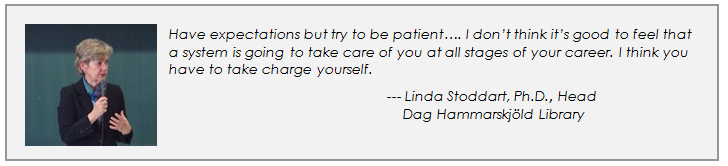 Have expectations but try to be patient…. I don't think it's good to feel that
a system is going to take care of you at all stages of your career. I think you
have to take charge yourself.
--- Linda Stoddart, Ph.D., Head
Dag Hammarskjöld Library